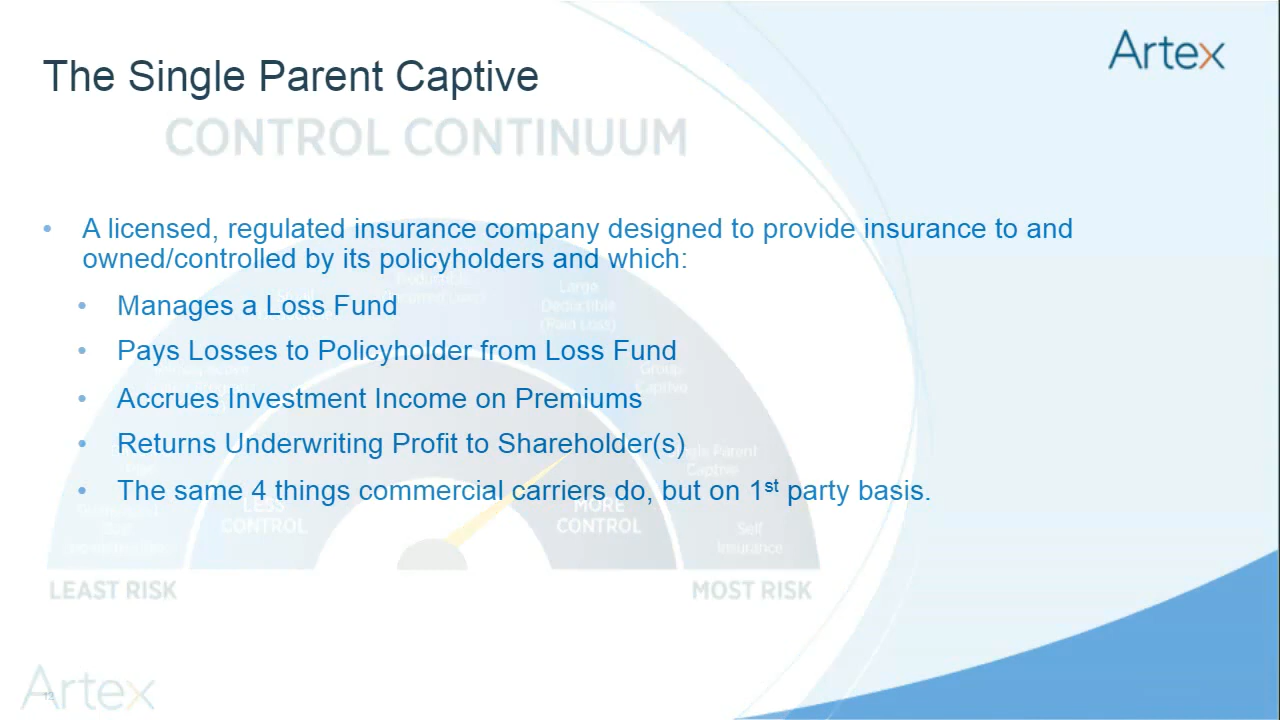 The Single Parent Captive
Artex
CONTROL CONTINUUM
• A licensed, regulated insurance company designed to provide insurance to and
owned/controlled by its policyholders and which:
• Manages a Loss Fund
• Pays Losses to Policyholder from Loss Fund
• Accrues Investment Income on Premiums
• Returns Underwriting Profit to Shareholder(s)
• The same 4 things commercial carriers do, but on 1st party basis.
Large
Deductible
(Paid Loss)
Group
Captive
Parent
Captive
Self
Insurance
LESS
CONTROL
MORE
CONTROL
LEAST RISK
MOST RISK
Artex
12